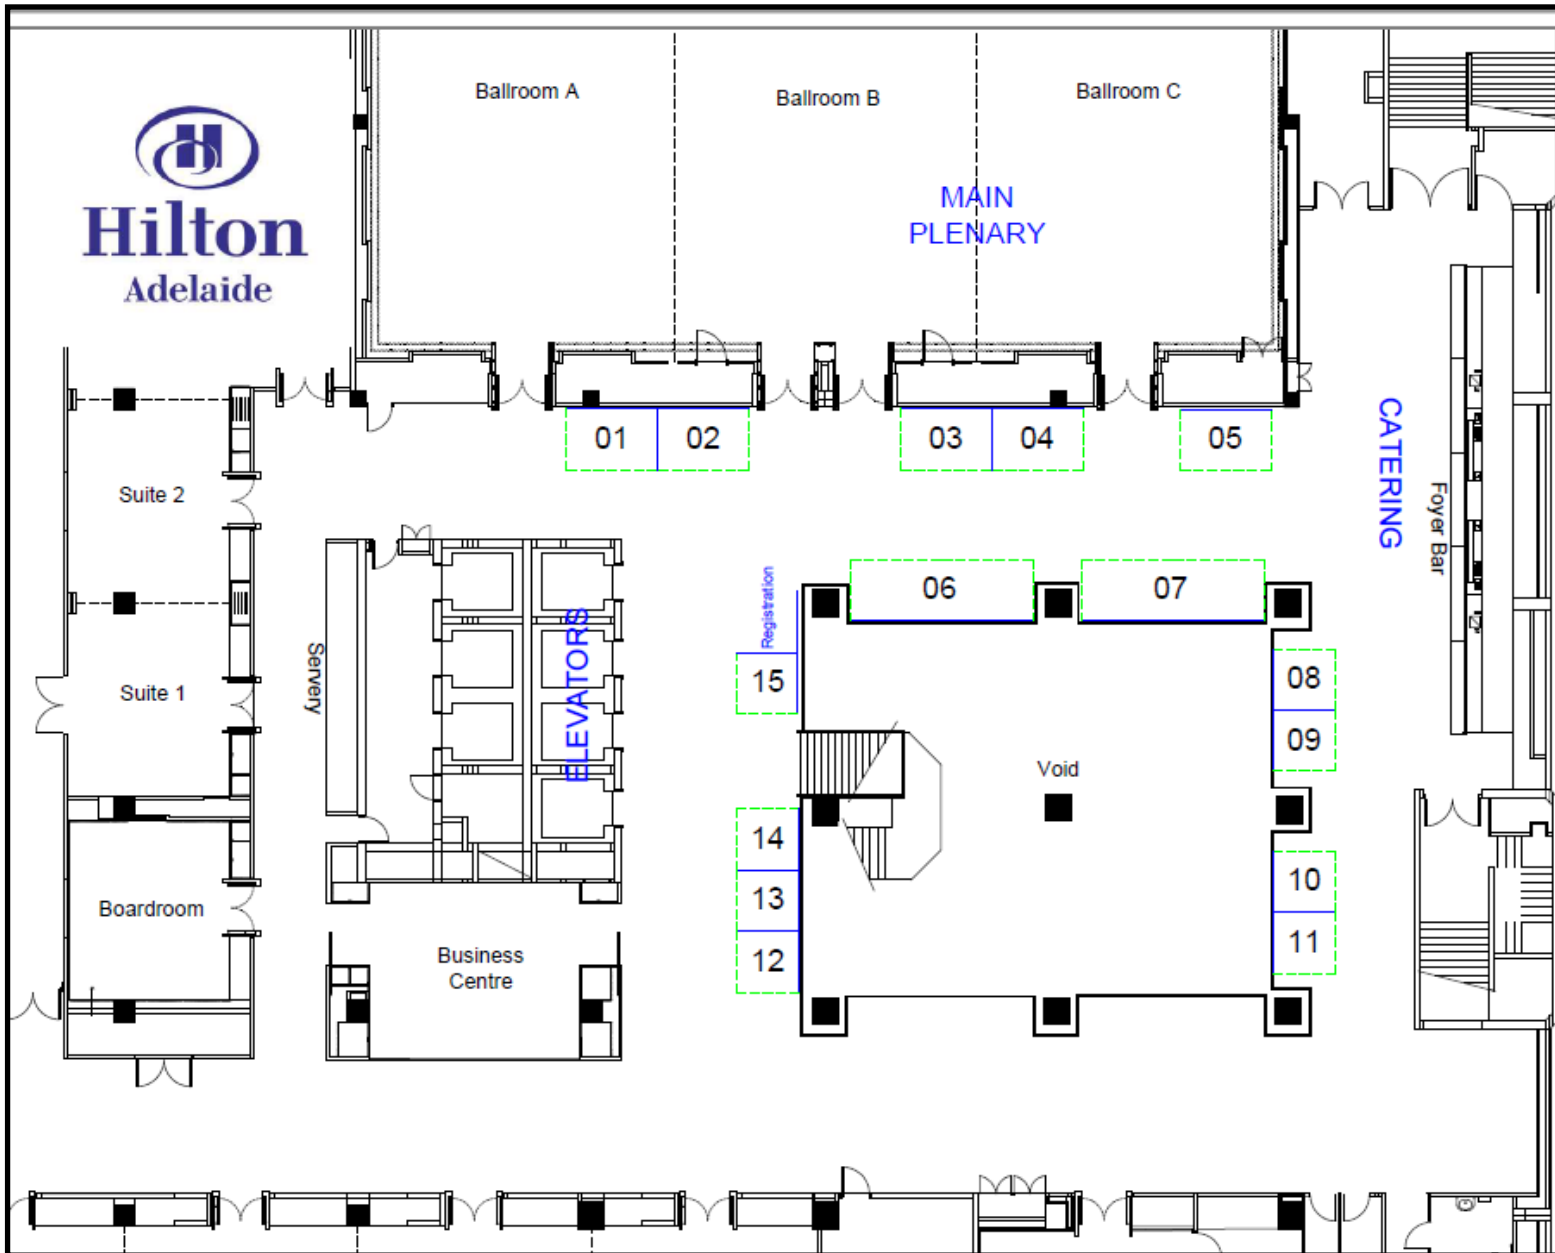 Ballroom A
Ballroom B
Ballroom C
Hilton
Adelaide
MAIN
PLENARY
01
02
03
04
05
CATERING
Foyer Bar
Suite 2
06
07
Registration
ELEVATORS
Servery
Suite 1
15
08
09
Void
14
13
12
10
11
Boardroom
Business
Centre